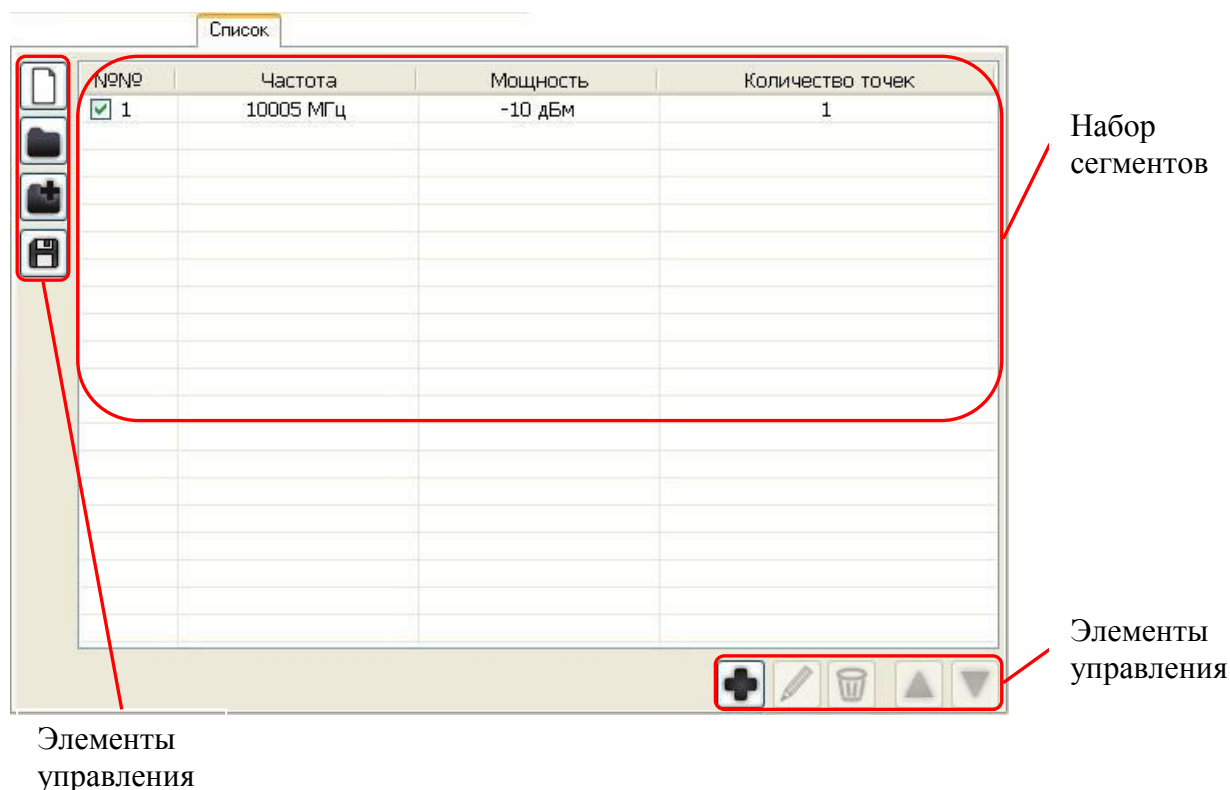 Список
№№ Частота Мощность Количество точек
1 10005 МГц -10 дБм 1
Набор
сегментов
Элементы
управления
Элементы
управления